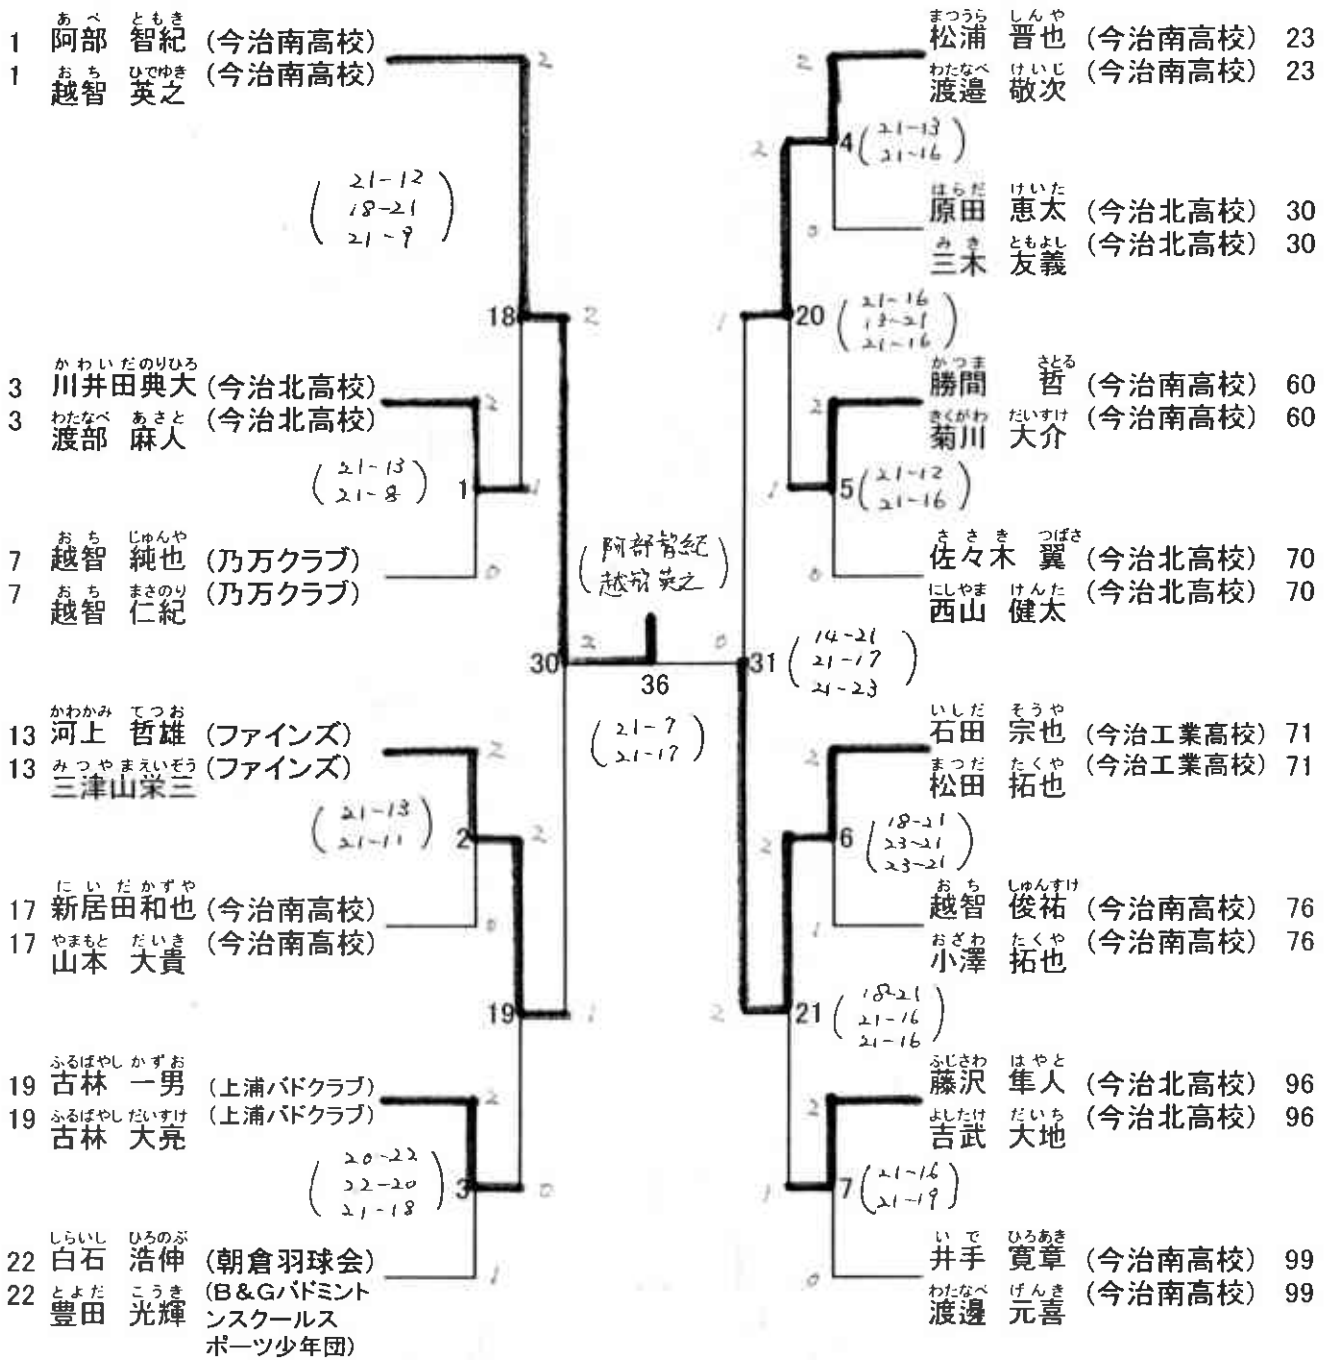 あべ ともき
1 阿部 智紀 (今治南高校)
おち ひでゆき
1 越智 英之 (今治南高校)
2
21-12
18-21
21-9
18
2
かわいだのりひろ
3 川井田典大 (今治北高校)
わたなべ あさと
3 渡部 麻人 (今治北高校)
2
21-13
21-8
1
1
おち じゅんや
7 越智 純也 (乃万クラブ)
おち まさのり
7 越智 仁紀 (乃万クラブ)
0
阿部智紀
越智英之
30
2
36
0
21-7
21-17
かわかみ てつお
13 河上 哲雄 (ファインズ)
みつやまえいぞう
13 三津山栄三 (ファインズ)
2
21-13
21-11
2
2
にいだかずや
17 新居田和也 (今治南高校)
やまもと だいき
17 山本 大貴 (今治南高校)
0
19
1
ふるばやし かずお
19 古林 一男 (上浦バドクラブ)
ふるばやし だいすけ
19 古林 大亮 (上浦バドクラブ)
2
20-22
22-20
21-18
3
0
しらいし ひろのぶ
22 白石 浩伸 (朝倉羽球会)
とよだ こうき
22 豊田 光輝 (B&Gバドミント
ンスクールス
ポーツ少年団)
1
まつうら しんや
松浦 晋也 (今治南高校) 23
わたなべ けいじ
渡邉 敬次 (今治南高校) 23
2
2
4
21-13
21-16
はらだ けいた
原田 恵太 (今治北高校) 30
みき ともよし
三木 友義 (今治北高校) 30
0
1
20
21-16
13-21
21-16
かつま さとる
勝間 哲 (今治南高校) 60
きくがわ だいすけ
菊川 大介 (今治南高校) 60
2
1
5
21-12
21-16
ささき つばさ
佐々木 翼 (今治北高校) 70
にしやま けんた
西山 健太 (今治北高校) 70
0
31
14-21
21-17
21-23
いしだ そうや
石田 宗也 (今治工業高校) 71
まつだ たくや
松田 拓也 (今治工業高校) 71
2
2
6
18-21
23-21
23-21
おち しゅんすけ
越智 俊祐 (今治南高校) 76
おざわ たくや
小澤 拓也 (今治南高校) 76
1
2
21
18-21
21-16
21-16
ふじさわ はやと
藤沢 隼人 (今治北高校) 96
よしたけ だいち
吉武 大地 (今治北高校) 96
2
1
7
21-16
21-19
いで ひろあき
井手 寛章 (今治南高校) 99
わたなべ げんき
渡邊 元喜 (今治南高校) 99
0